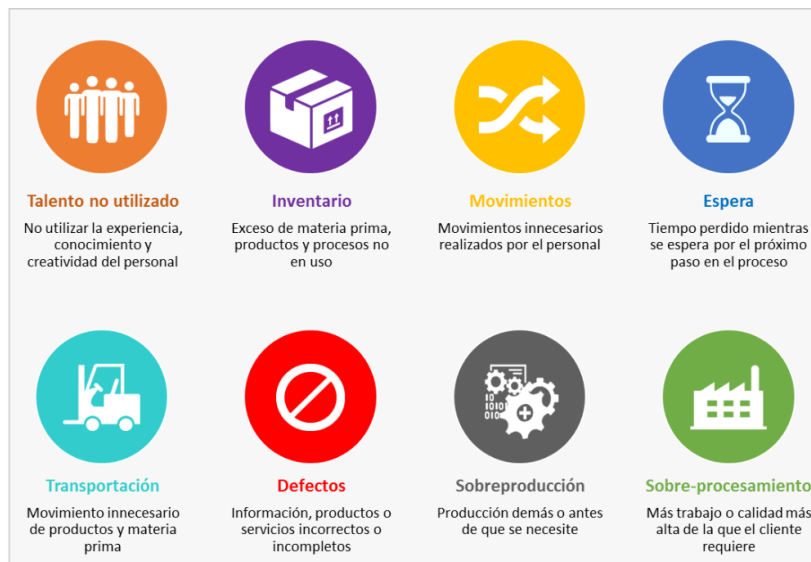 Talento no utilizado
No utilizar la experiencia,
conocimiento y
creatividad del personal
Inventario
Exceso de materia prima,
productos y procesos no
en uso
Movimientos
Movimientos innecesarios
realizados por el personal
Espera
Tiempo perdido mientras
se espera por el próximo
paso en el proceso
10
1010
010
Transportación
Movimiento innecesario
de productos y materia
prima
Defectos
Información, productos o
servicios incorrectos o
incompletos
Sobreproducción
Producción demás o antes
de que se necesite
Sobre-procesamiento
Más trabajo o calidad más
alta de la que el cliente
requiere